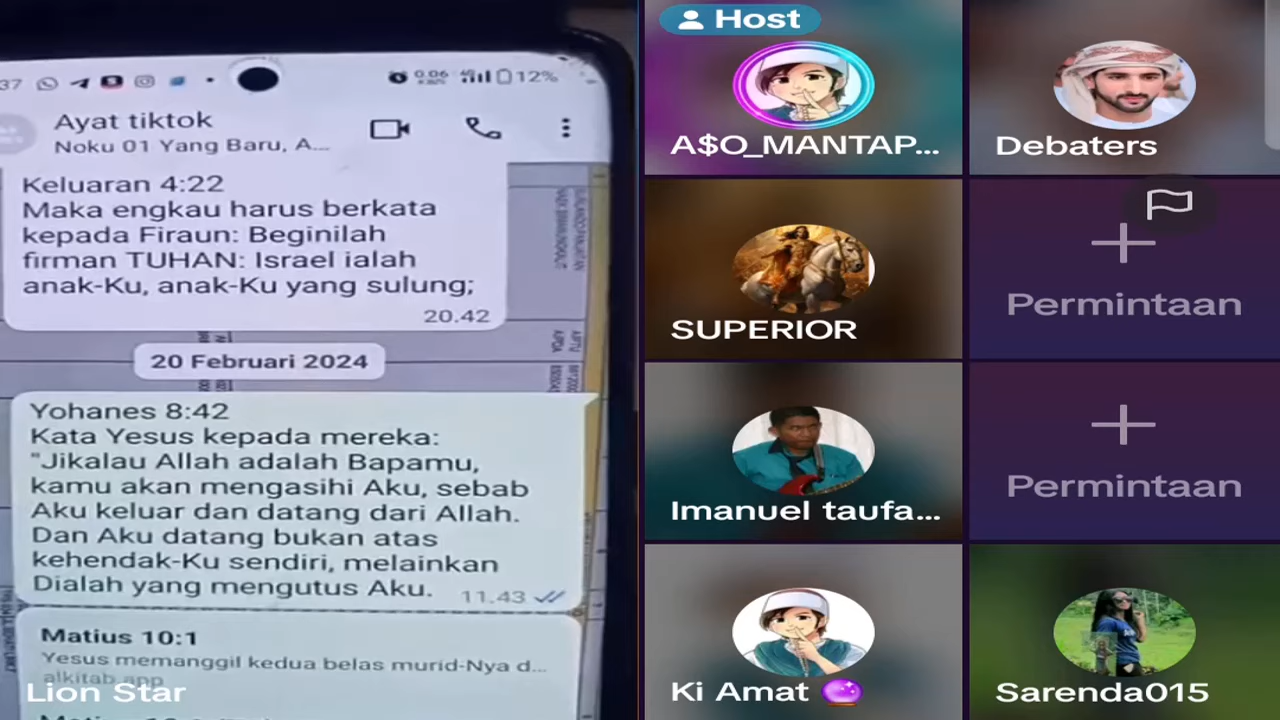 37
0.06
12%
Ayat tiktok
Noku 01 Yang Baru, A...
Keluaran 4:22
Maka engkau harus berkata
kepada Firaun: Beginilah
firman TUHAN: Israel ialah
anak-Ku, anak-Ku yang sulung;
20.42
20 Februari 2024
Yohanes 8:42
Kata Yesus kepada mereka:
"Jikalau Allah adalah Bapamu,
kamu akan mengasihi Aku, sebab
Aku keluar dan datang dari Allah.
Dan Aku datang bukan atas
kehendak-Ku sendiri, melainkan
Dialah yang mengutus Aku.
11.43
Matius 10:1
Yesus memanggil kedua belas murid-Nya d...
alkitab.app
Lion Star
Host
A$O_MANTAP...
Debaters
SUPERIOR
Permintaan
Imanuel taufa...
Permintaan
Ki Amat
Sarenda015